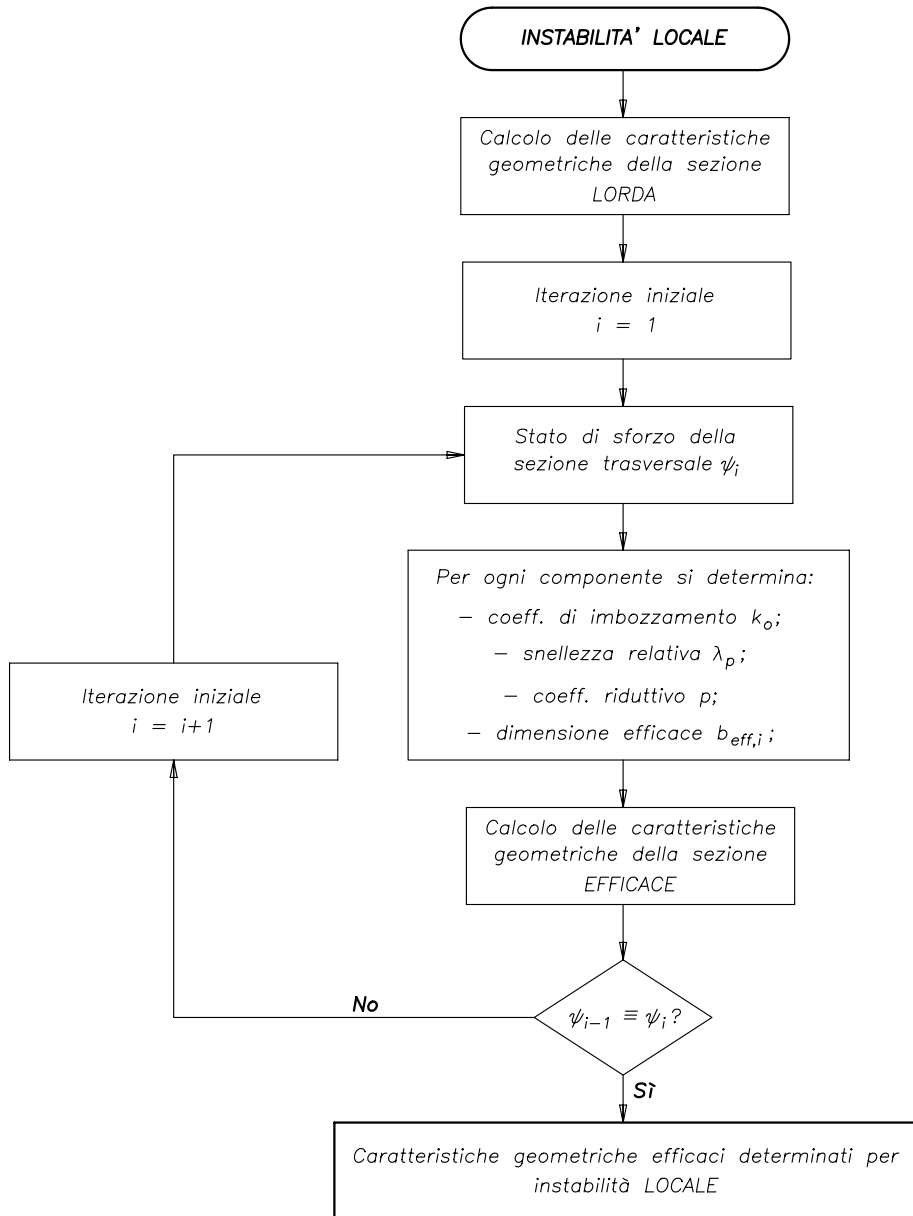 INSTABILITA' LOCALE
Calcolo delle caratteristiche
geometriche della sezione
LORDA
Iterazione iniziale
i = 1
Stato di sforzo della
sezione trasversale ψi
Per ogni componente si determina:
– coeff. di imbozzamento ko;
– snellezza relativa λp;
– coeff. riduttivo p;
– dimensione efficace beff,i;
Iterazione iniziale
i = i+1
Calcolo delle caratteristiche
geometriche della sezione
EFFICACE
No
ψi−1 ≡ ψi?
Sì
Caratteristiche geometriche efficaci determinati per
instabilità LOCALE